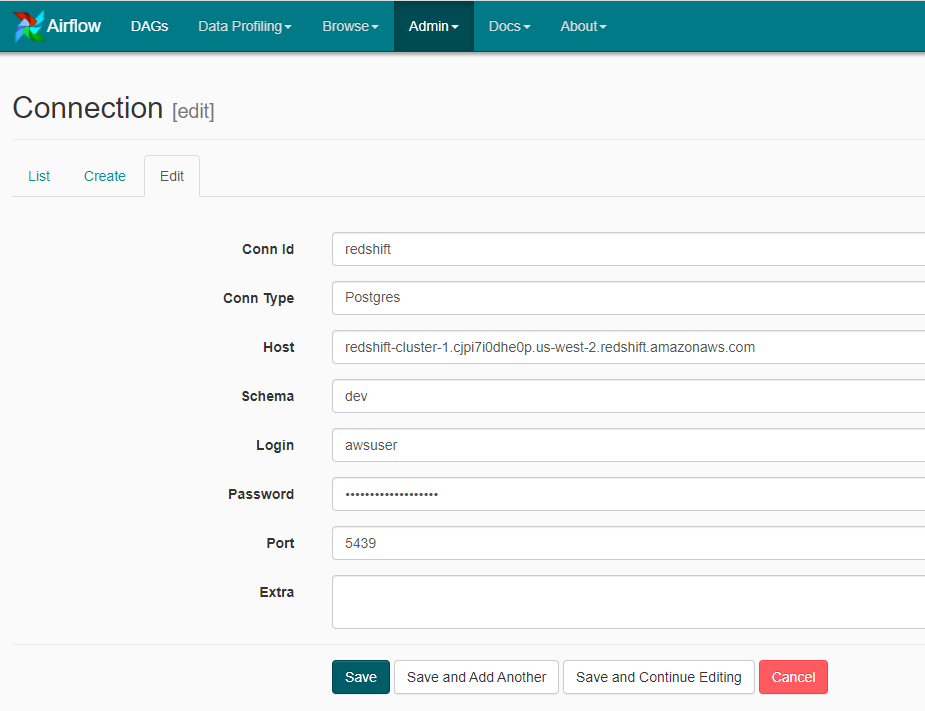 Airflow DAGs Data Profiling Browse Admin Docs About
Connection [edit]
List Create Edit
Conn Id redshift
Conn Type Postgres
Host redshift-cluster-1.cjpi7i0dhe0p.us-west-2.redshift.amazonaws.com
Schema dev
Login awsuser
Password •••••••••••••••••••
Port 5439
Extra
Save Save and Add Another Save and Continue Editing Cancel